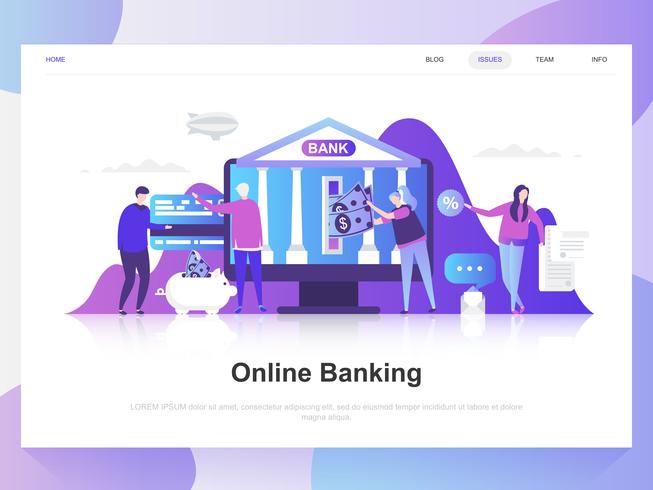 HOME
BLOG
ISSUES
TEAM
INFO
BANK
$
$
%
Online Banking
LOREM IPSUM dolor sit amet, consectetur adipiscing elit, sed do eiusmod tempor incididunt ut labore et dolore
magna aliqua.